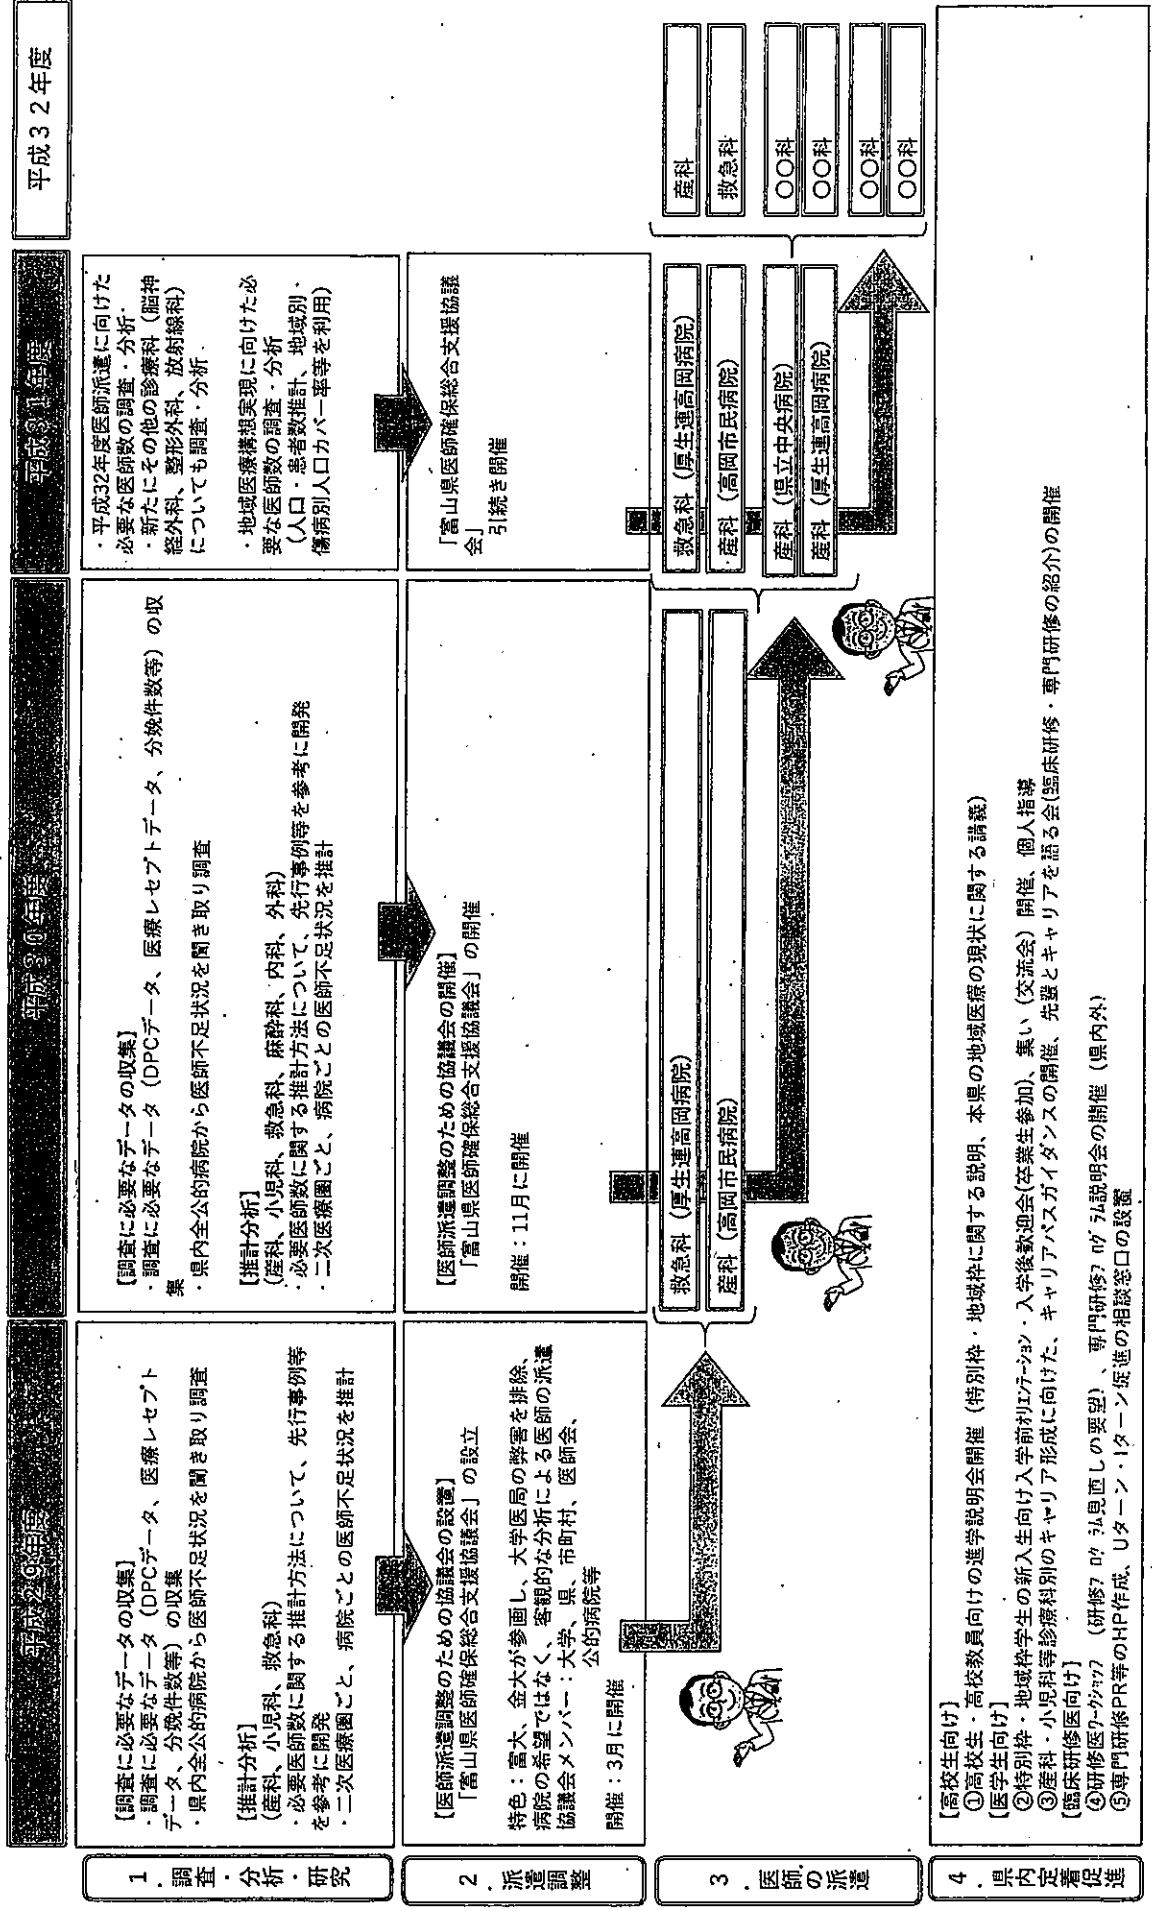 平成29年度
平成30年度
平成31年度
平成32年度
1．調査・分析・研究
【調査に必要なデータの収集】
・調査に必要なデータ（DPCデータ、医療レセプト
データ、分娩件数等）の収集
・県内全公的病院から医師不足状況を聞き取り調査
【推計分析】
（産科、小児科、救急科）
・必要医師数に関する推計方法について、先行事例等
を参考に開発
・二次医療圏ごと、病院ごとの医師不足状況を推計
【調査に必要なデータの収集】
・調査に必要なデータ（DPCデータ、医療レセプトデータ、分娩件数等）の収
集
・県内全公的病院から医師不足状況を聞き取り調査
【推計分析】
（産科、小児科、救急科、麻酔科、内科、外科）
・必要医師数に関する推計方法について、先行事例等を参考に開発
・二次医療圏ごと、病院ごとの医師不足状況を推計
・平成32年度医師派遣に向けた
必要な医師数の調査・分析
・新たにその他の診療科（脳神
経外科、整形外科、放射線科）
についても調査・分析
・地域医療構想実現に向けた必
要な医師数の調査・分析
（人口・患者数推計、地域別・
傷病別人口カバー率等を利用）
2．派遣調整
【医師派遣調整のための協議会の設置】
「富山県医師確保総合支援協議会」の設立
特色：富大、金大が参画し、大学医局の弊害を排除、
病院の希望ではなく、客観的な分析による医師の派遣
協議会メンバー：大学、県、市町村、医師会、
公的病院等
開催：3月に開催
【医師派遣調整のための協議会の開催】
「富山県医師確保総合支援協議会」の開催
開催：11月に開催
「富山県医師確保総合支援協議
会」
引続き開催
3．医師の派遣
救急科（厚生連高岡病院）
産科（高岡市民病院）
救急科（厚生連高岡病院）
産科（高岡市民病院）
産科（県立中央病院）
産科（厚生連高岡病院）
産科
救急科
〇〇科
〇〇科
〇〇科
〇〇科
4．県内定着促進
【高校生向け】
①高校生・高校教員向けの進学説明会開催（特別枠・地域枠に関する説明、本県の地域医療の現状に関する講義）
【医学生向け】
②特別枠・地域枠学生の新入生向け入学前ｵﾘｴﾝﾃｰｼｮﾝ・入学後歓迎会(卒業生参加)、集い（交流会）開催、個人指導
③産科・小児科等診療科別のキャリア形成に向けた、キャリアパスガイダンスの開催、先輩とキャリアを語る会(臨床研修・専門研修の紹介)の開催
【臨床研修医向け】
④研修医ﾜｰｸｼｮｯﾌﾟ （研修ﾌﾟﾛｸﾞﾗﾑ見直しの要望）、専門研修ﾌﾟﾛｸﾞﾗﾑ説明会の開催（県内外）
⑤専門研修PR等のHP作成、Uターン・Iターン促進の相談窓口の設置